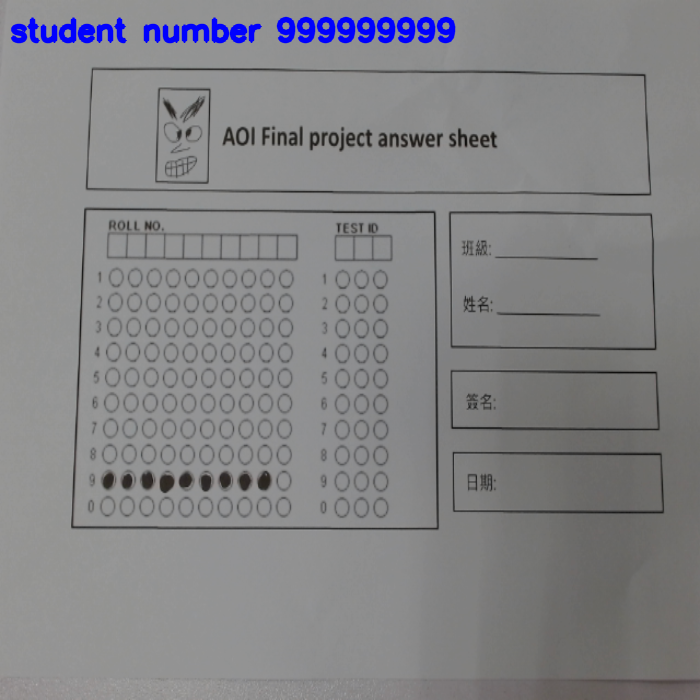 student number 999999999
AOI Final project answer sheet
ROLL NO. TEST ID
1 1
2 2
3 3
4 4
5 5
6 6
7 7
8 8
9 9
0 0
班級:
姓名:
簽名:
日期: